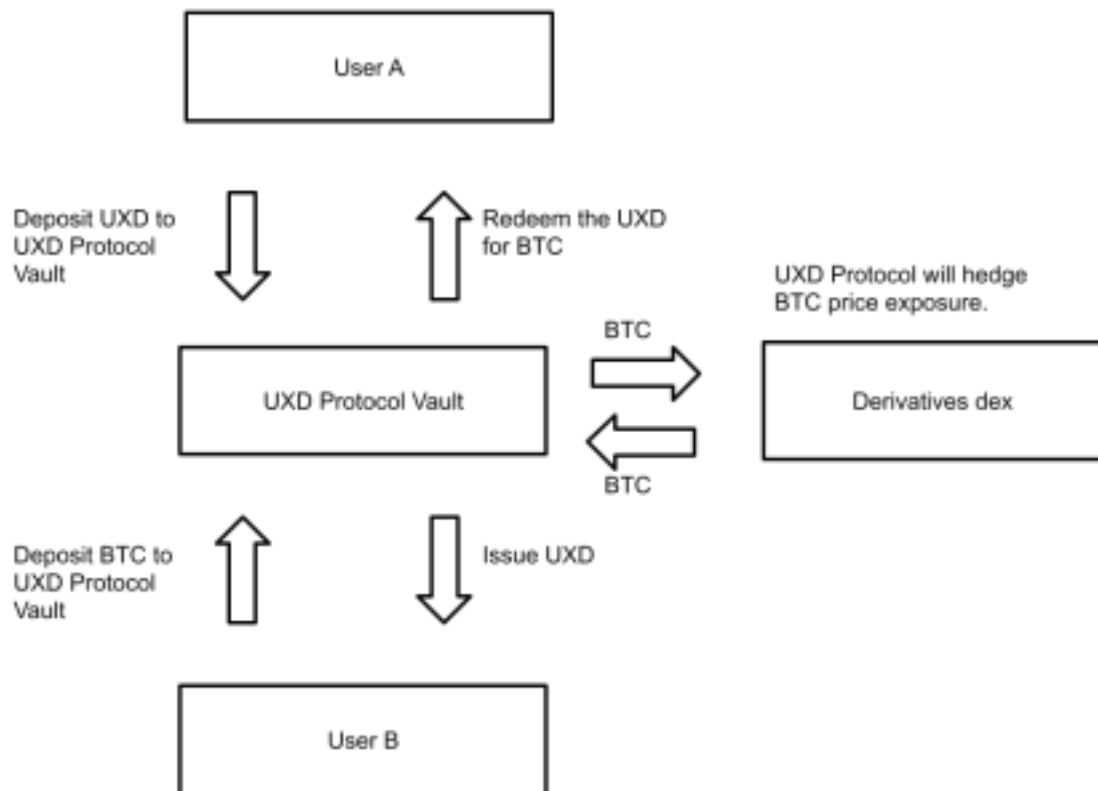 User A
Deposit UXD to
UXD Protocol
Vault
Redeem the UXD
for BTC
UXD Protocol will hedge
BTC price exposure.
BTC
UXD Protocol Vault
Derivatives dex
BTC
Deposit BTC to
UXD Protocol
Vault
Issue UXD
User B